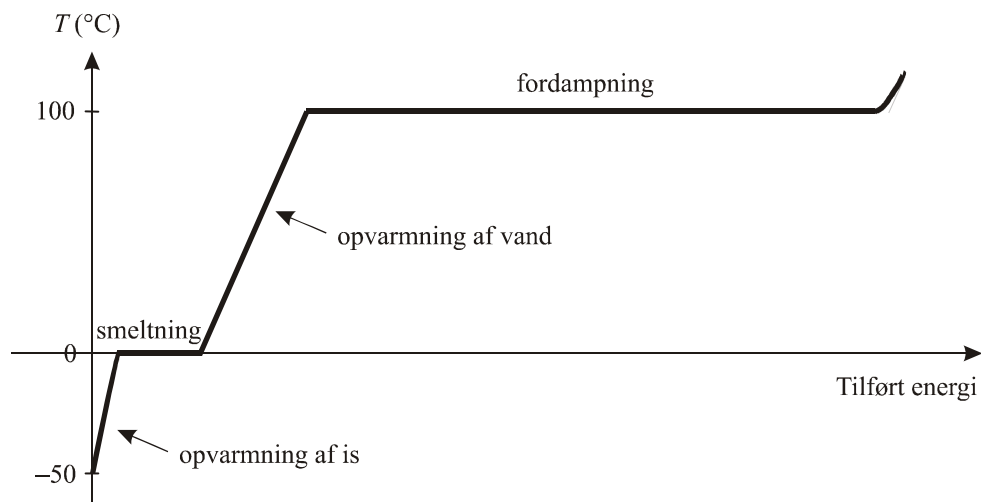 T (°C)
fordampning
100
opvarmning af vand
smeltning
0
Tilført energi
opvarmning af is
–50